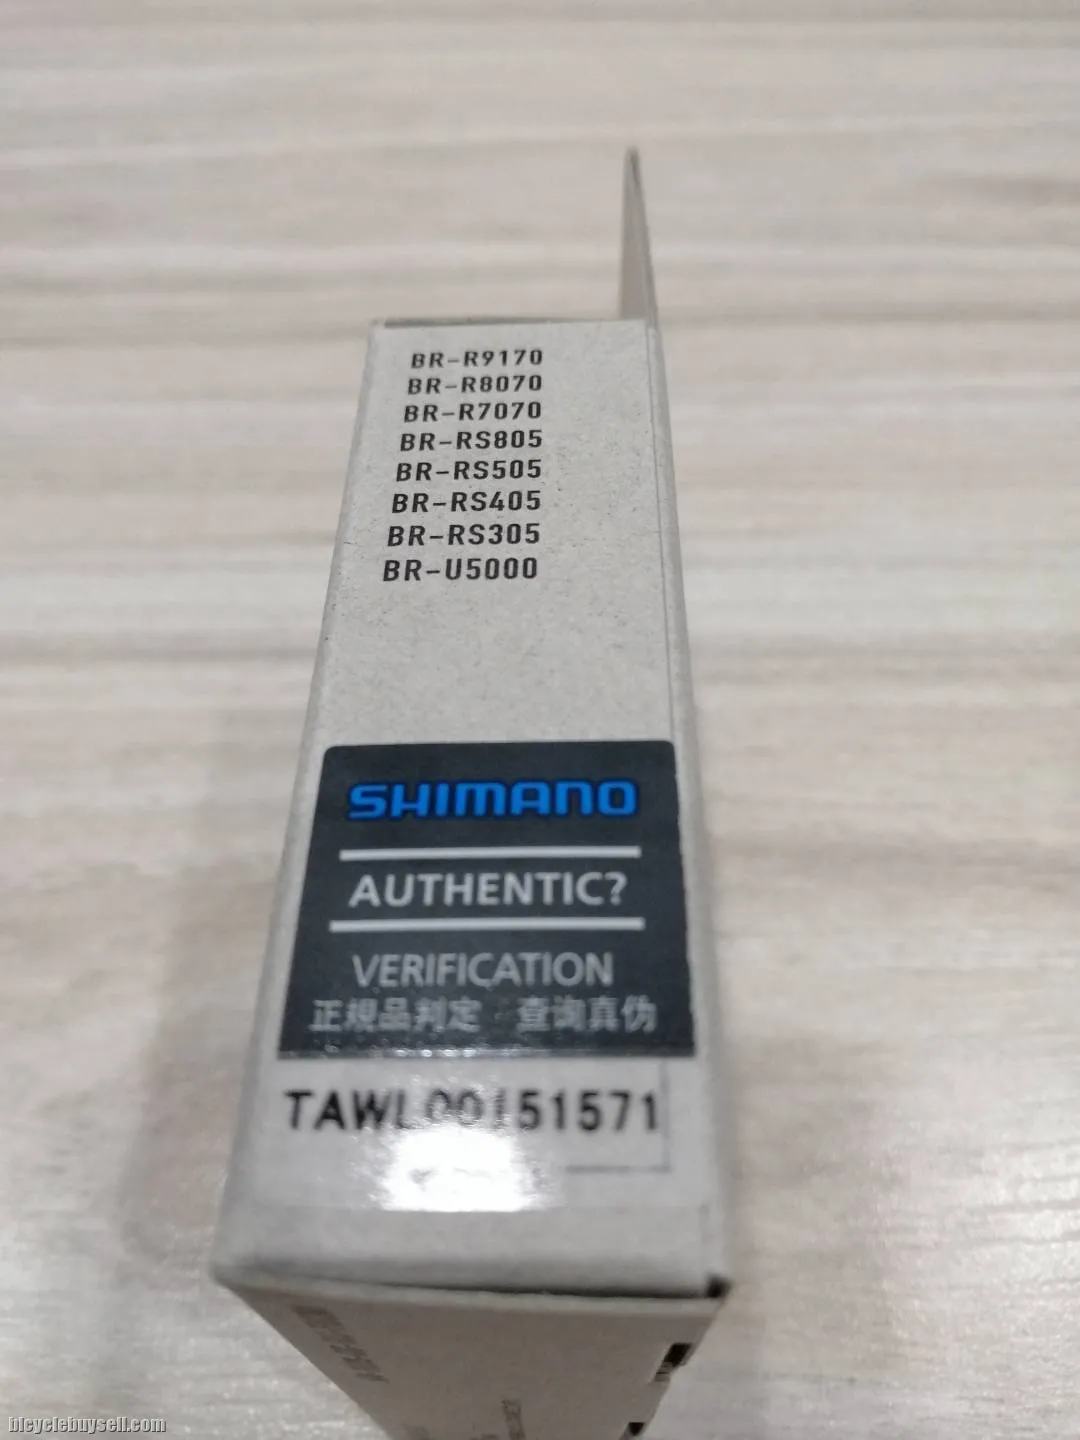 BR-R9170
BR-R8070
BR-R7070
BR-RS805
BR-RS505
BR-RS405
BR-RS305
BR-U5000
SHIMANO
AUTHENTIC?
VERIFICATION
正規品判定 查询真伪
TAWL00151571
bicyclebuysell.com